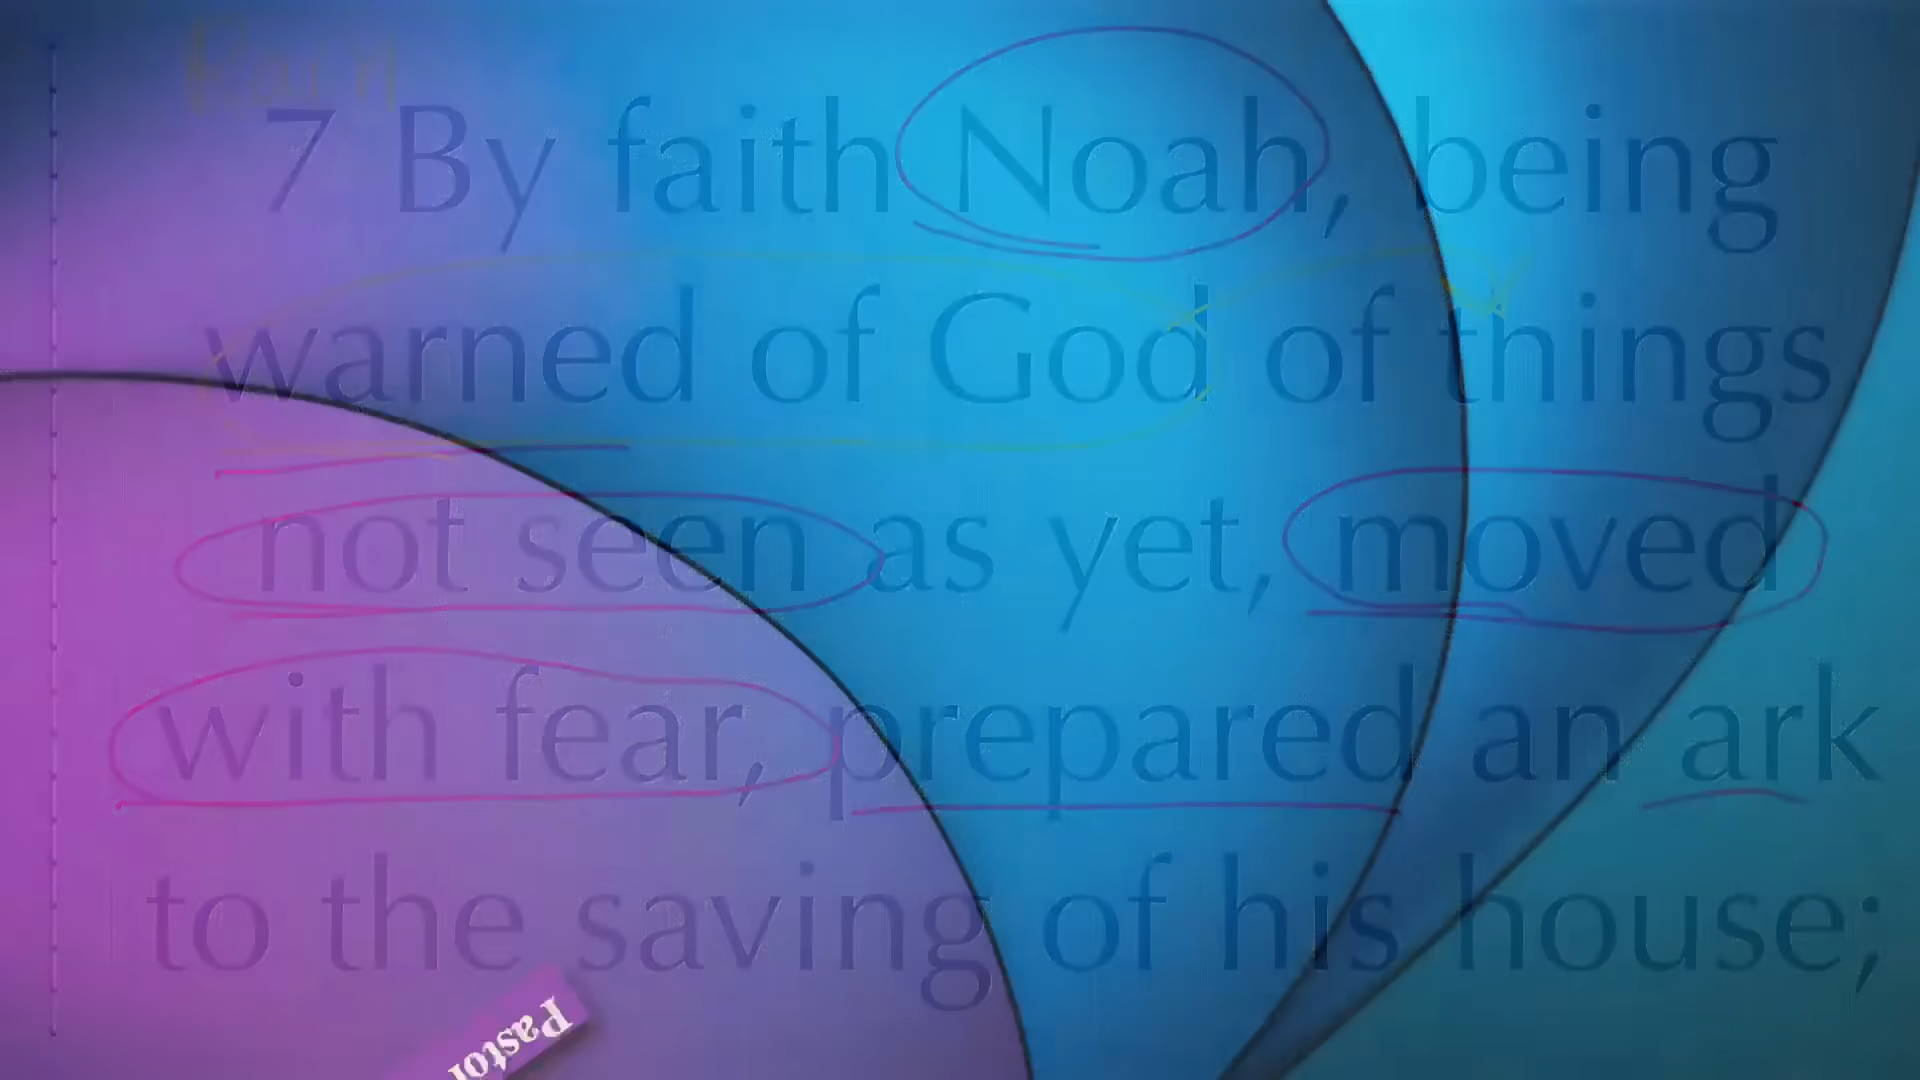 Rain
7 By faith Noah, being
warned of God of things
not seen as yet, moved
with fear, prepared an ark
to the saving of his house;
Pastor